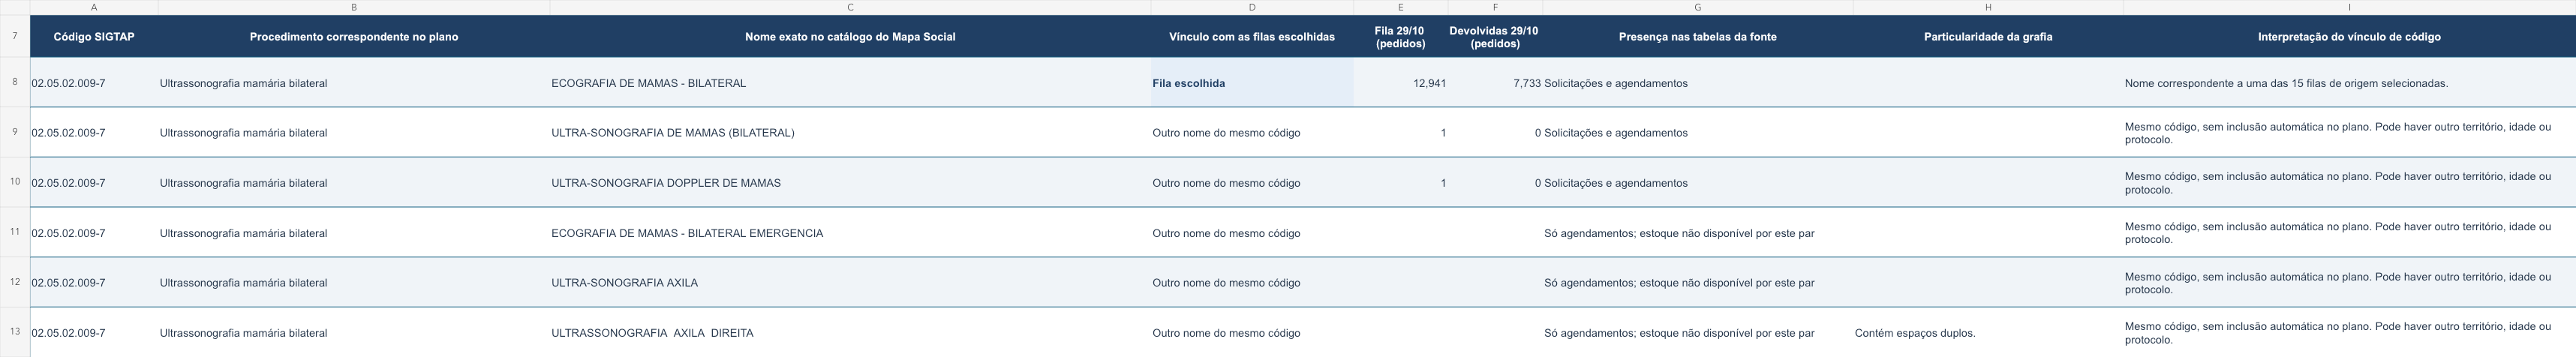 A B C D E F G H I
7 Código SIGTAP Procedimento correspondente no plano Nome exato no catálogo do Mapa Social Vínculo com as filas escolhidas Fila 29/10 (pedidos) Devolvidas 29/10 (pedidos) Presença nas tabelas da fonte Particularidade da grafia Interpretação do vínculo de código
8 02.05.02.009-7 Ultrassonografia mamária bilateral ECOGRAFIA DE MAMAS - BILATERAL Fila escolhida 12,941 7,733 Solicitações e agendamentos Nome correspondente a uma das 15 filas de origem selecionadas.
9 02.05.02.009-7 Ultrassonografia mamária bilateral ULTRA-SONOGRAFIA DE MAMAS (BILATERAL) Outro nome do mesmo código 1 0 Solicitações e agendamentos Mesmo código, sem inclusão automática no plano. Pode haver outro território, idade ou
protocolo.
10 02.05.02.009-7 Ultrassonografia mamária bilateral ULTRA-SONOGRAFIA DOPPLER DE MAMAS Outro nome do mesmo código 1 0 Solicitações e agendamentos Mesmo código, sem inclusão automática no plano. Pode haver outro território, idade ou
protocolo.
11 02.05.02.009-7 Ultrassonografia mamária bilateral ECOGRAFIA DE MAMAS - BILATERAL EMERGENCIA Outro nome do mesmo código Só agendamentos; estoque não disponível por este par Mesmo código, sem inclusão automática no plano. Pode haver outro território, idade ou
protocolo.
12 02.05.02.009-7 Ultrassonografia mamária bilateral ULTRA-SONOGRAFIA AXILA Outro nome do mesmo código Só agendamentos; estoque não disponível por este par Mesmo código, sem inclusão automática no plano. Pode haver outro território, idade ou
protocolo.
13 02.05.02.009-7 Ultrassonografia mamária bilateral ULTRASSONOGRAFIA  AXILA  DIREITA Outro nome do mesmo código Só agendamentos; estoque não disponível por este par Contém espaços duplos. Mesmo código, sem inclusão automática no plano. Pode haver outro território, idade ou
protocolo.